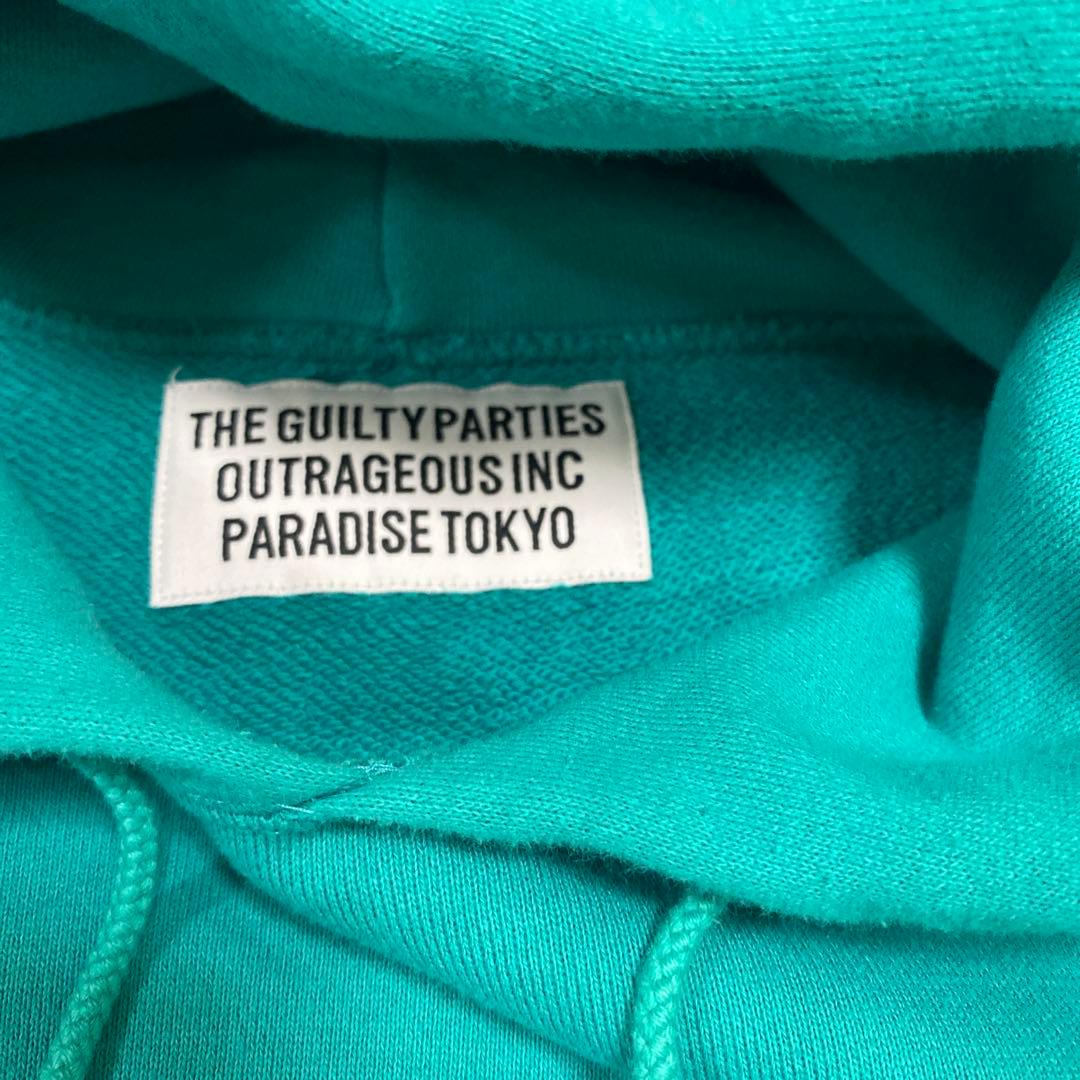 THE GUILTY PARTIES
OUTRAGEOUS INC
PARADISE TOKYO